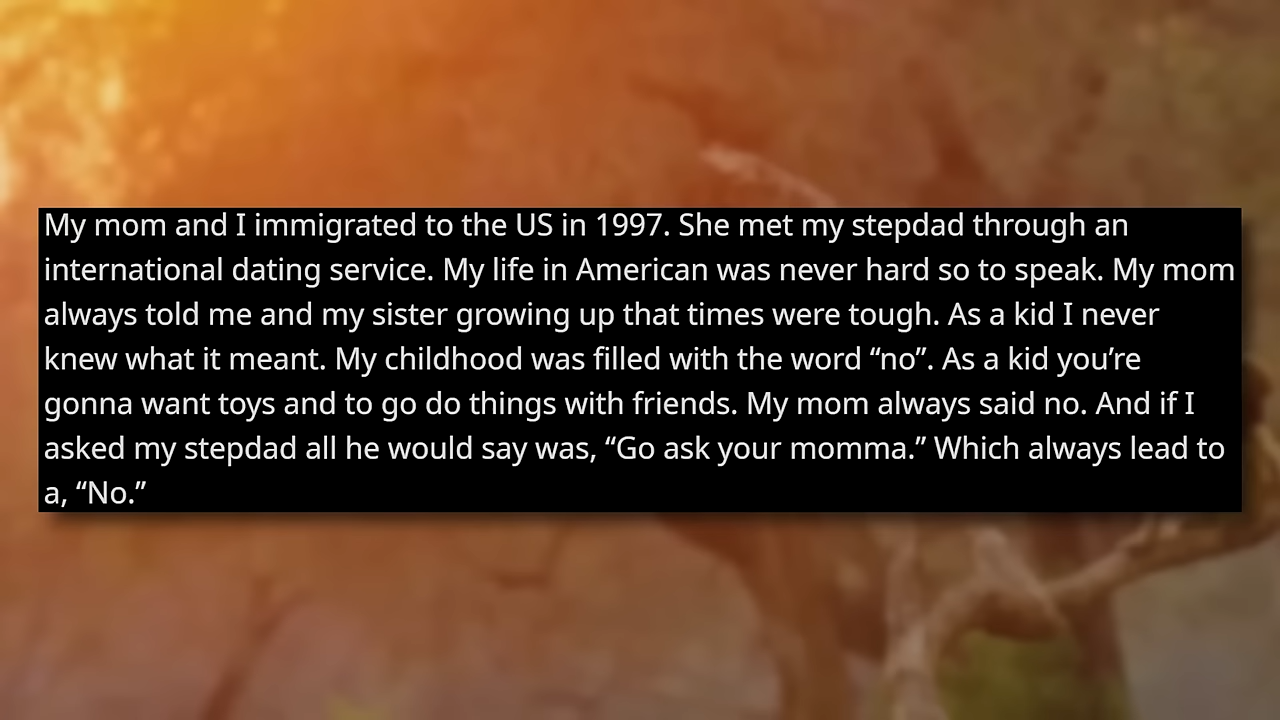 My mom and I immigrated to the US in 1997. She met my stepdad through an
international dating service. My life in American was never hard so to speak. My mom
always told me and my sister growing up that times were tough. As a kid I never
knew what it meant. My childhood was filled with the word “no”. As a kid you’re
gonna want toys and to go do things with friends. My mom always said no. And if I
asked my stepdad all he would say was, “Go ask your momma.” Which always lead to
a, “No.”